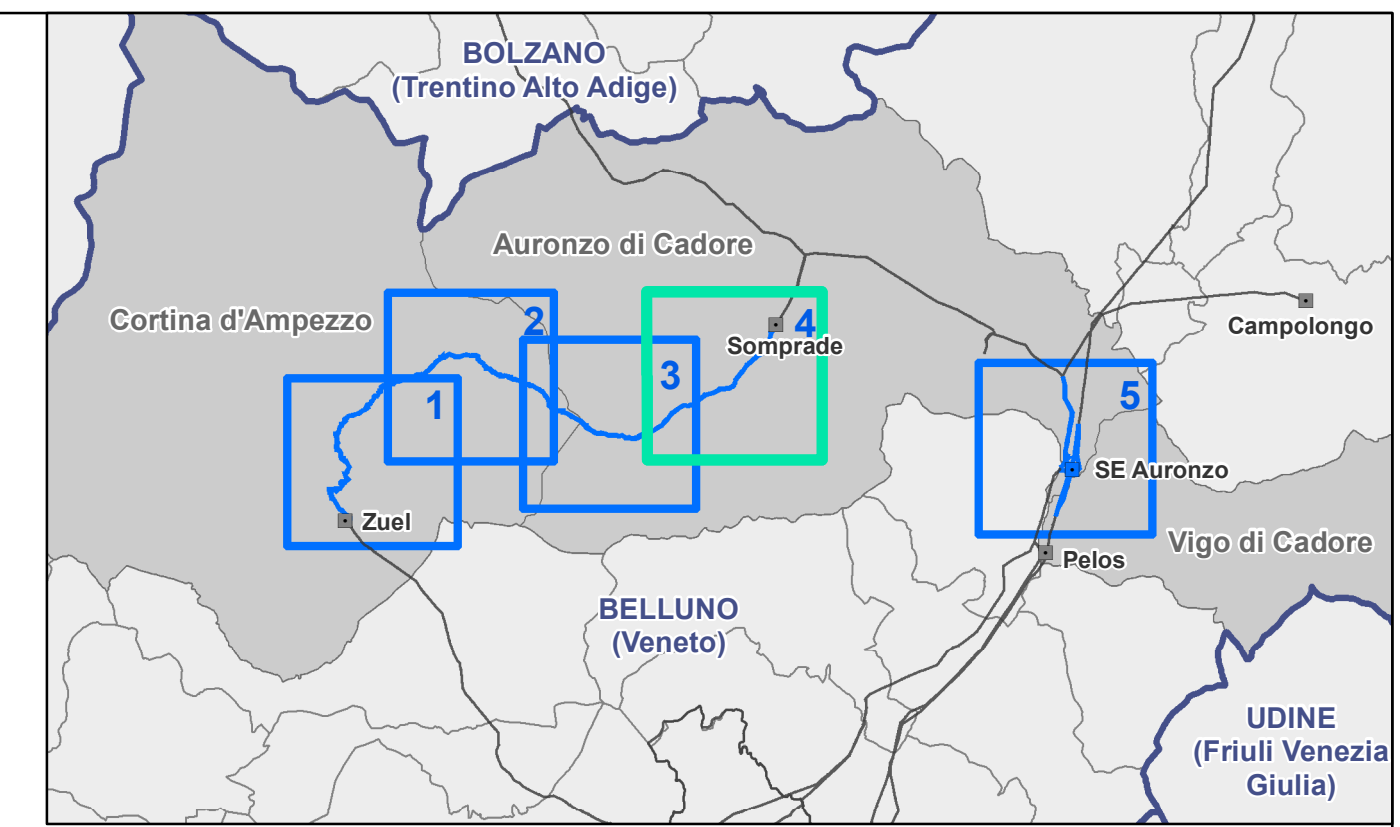 BOLZANO
(Trentino Alto Adige)
Auronzo di Cadore
Cortina d'Ampezzo
2
4
Somprade
Campolongo
3
1
5
SE Auronzo
Zuel
Vigo di Cadore
Pelos
BELLUNO
(Veneto)
UDINE
(Friuli Venezia
Giulia)